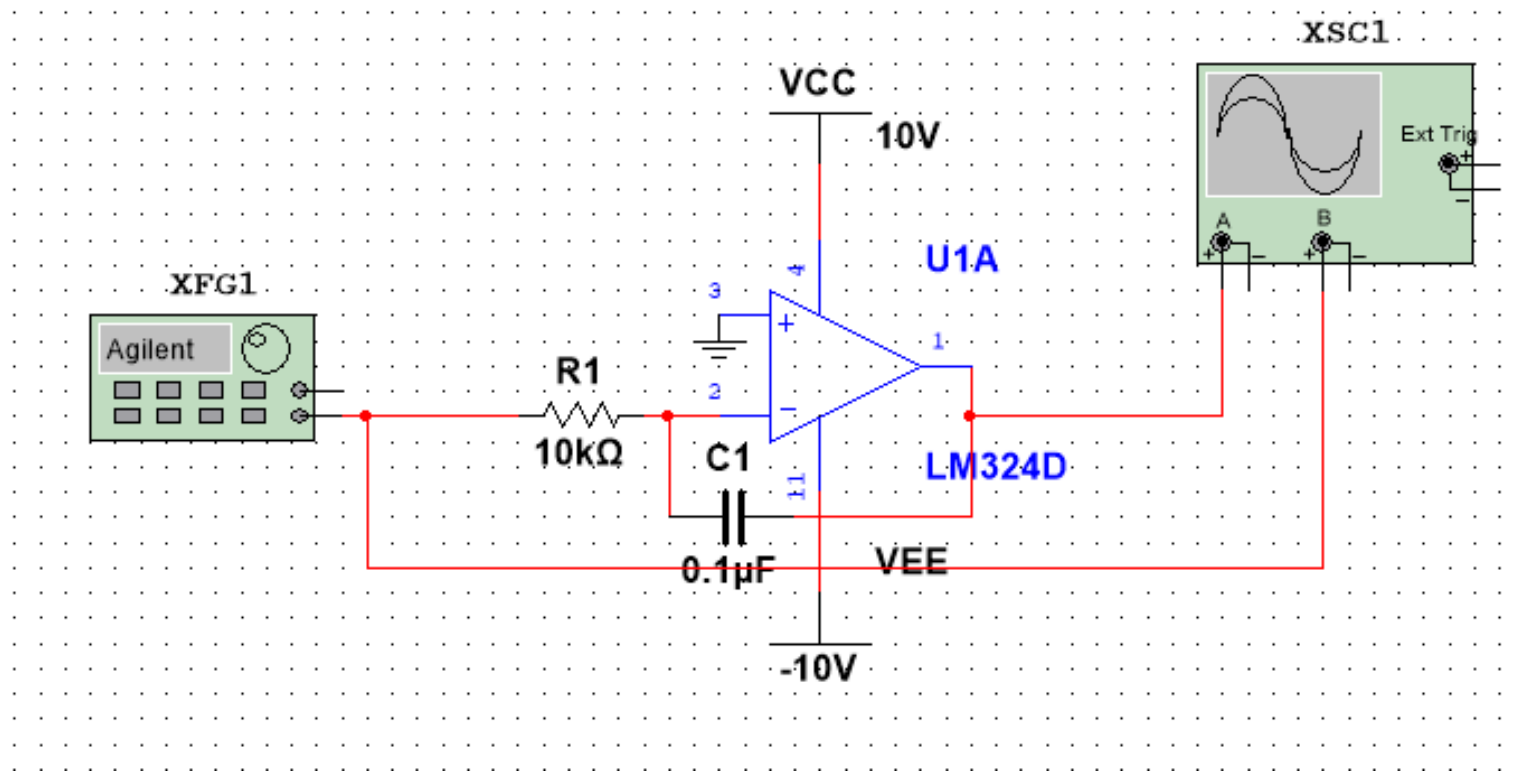 XSC1
VCC
10V
Ext Trig
+
−
A
B
+
−
+
−
U1A
4
XFG1
3
Agilent
+
1
R1
2
−
10kΩ
C1
LM324D
11
VEE
0.1µF
-10V